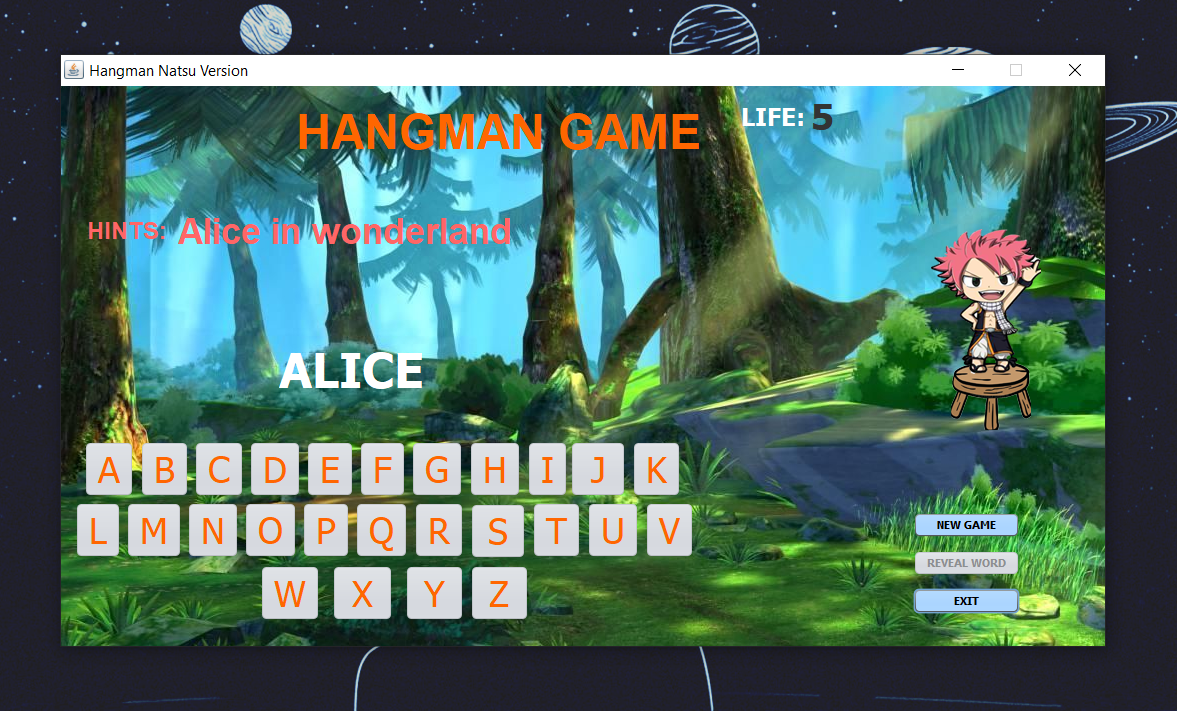 Hangman Natsu Version
HANGMAN GAME
LIFE: 5
HINTS: Alice in wonderland
ALICE
A B C D E F G H I J K
L M N O P Q R S T U V
W X Y Z
NEW GAME
REVEAL WORD
EXIT